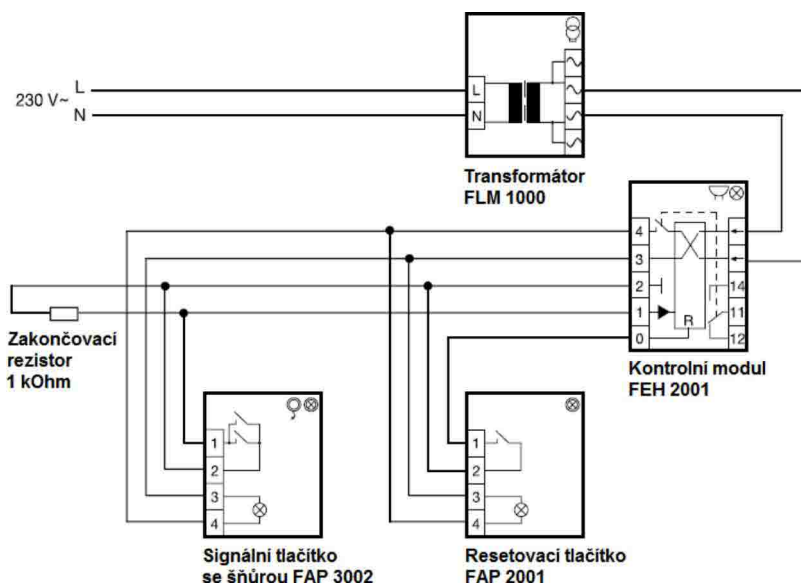 230 V~
L
N
L
N
Transformátor
FLM 1000
4
3
2
1
0
R
14
11
12
Kontrolní modul
FEH 2001
Zakončovací
rezistor
1 kOhm
1
2
3
4
Signální tlačítko
se šňůrou FAP 3002
1
2
3
4
Resetovací tlačítko
FAP 2001